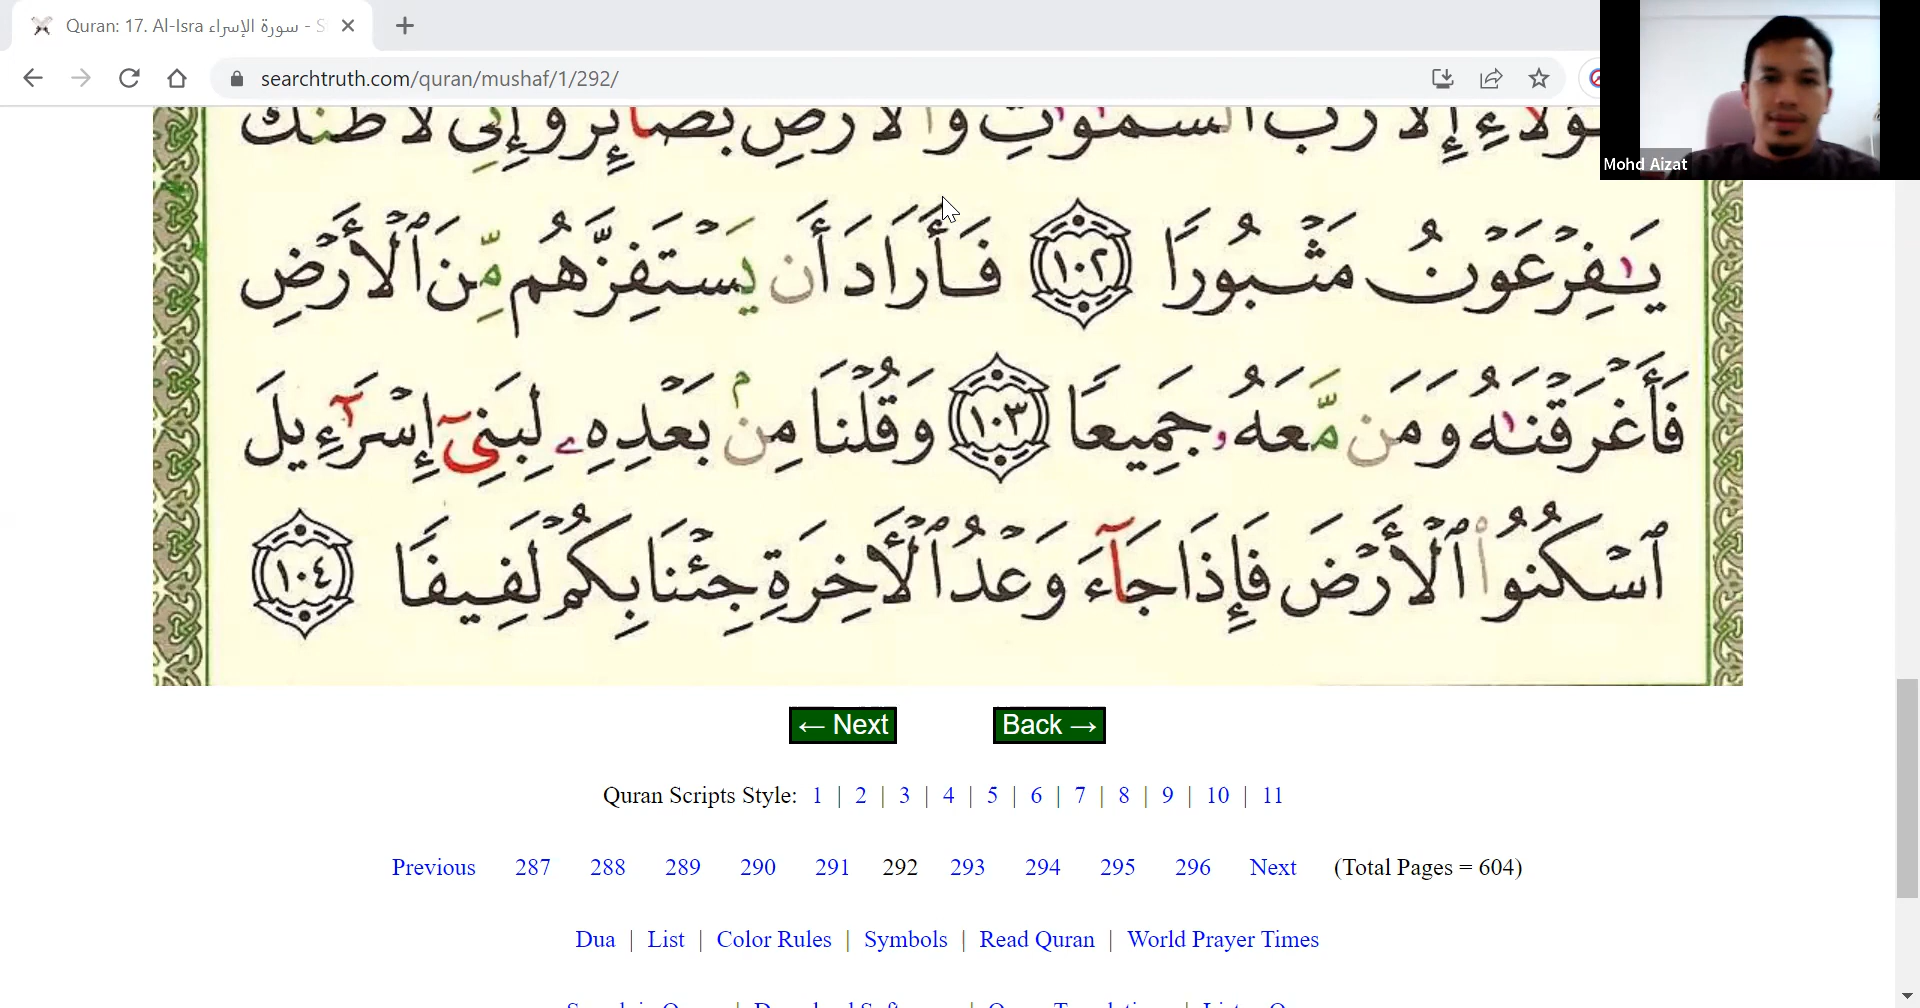 Quran: 17. Al-Isra سورة الإسراء - S
searchtruth.com/quran/mushaf/1/292/
Mohd Aizat
إِلَّا رَبُّ ٱلسَّمَـٰوَٰتِ وَٱلْأَرْضِ بَصَآئِرَ وَإِنِّى لَأَظُنُّكَ
يَـٰفِرْعَوْنُ مَثْبُورًا ١٠٢ فَأَرَادَ أَن يَسْتَفِزَّهُم مِّنَ ٱلْأَرْضِ
فَأَغْرَقْنَـٰهُ وَمَن مَّعَهُۥ جَمِيعًا ١٠٣ وَقُلْنَا مِنۢ بَعْدِهِۦ لِبَنِىٓ إِسْرَٰٓءِيلَ
ٱسْكُنُوا۟ ٱلْأَرْضَ فَإِذَا جَآءَ وَعْدُ ٱلْأَخِرَةِ جِئْنَا بِكُمْ لَفِيفًا ١٠٤
← Next Back →
Quran Scripts Style: 1 | 2 | 3 | 4 | 5 | 6 | 7 | 8 | 9 | 10 | 11
Previous 287 288 289 290 291 292 293 294 295 296 Next (Total Pages = 604)
Dua | List | Color Rules | Symbols | Read Quran | World Prayer Times